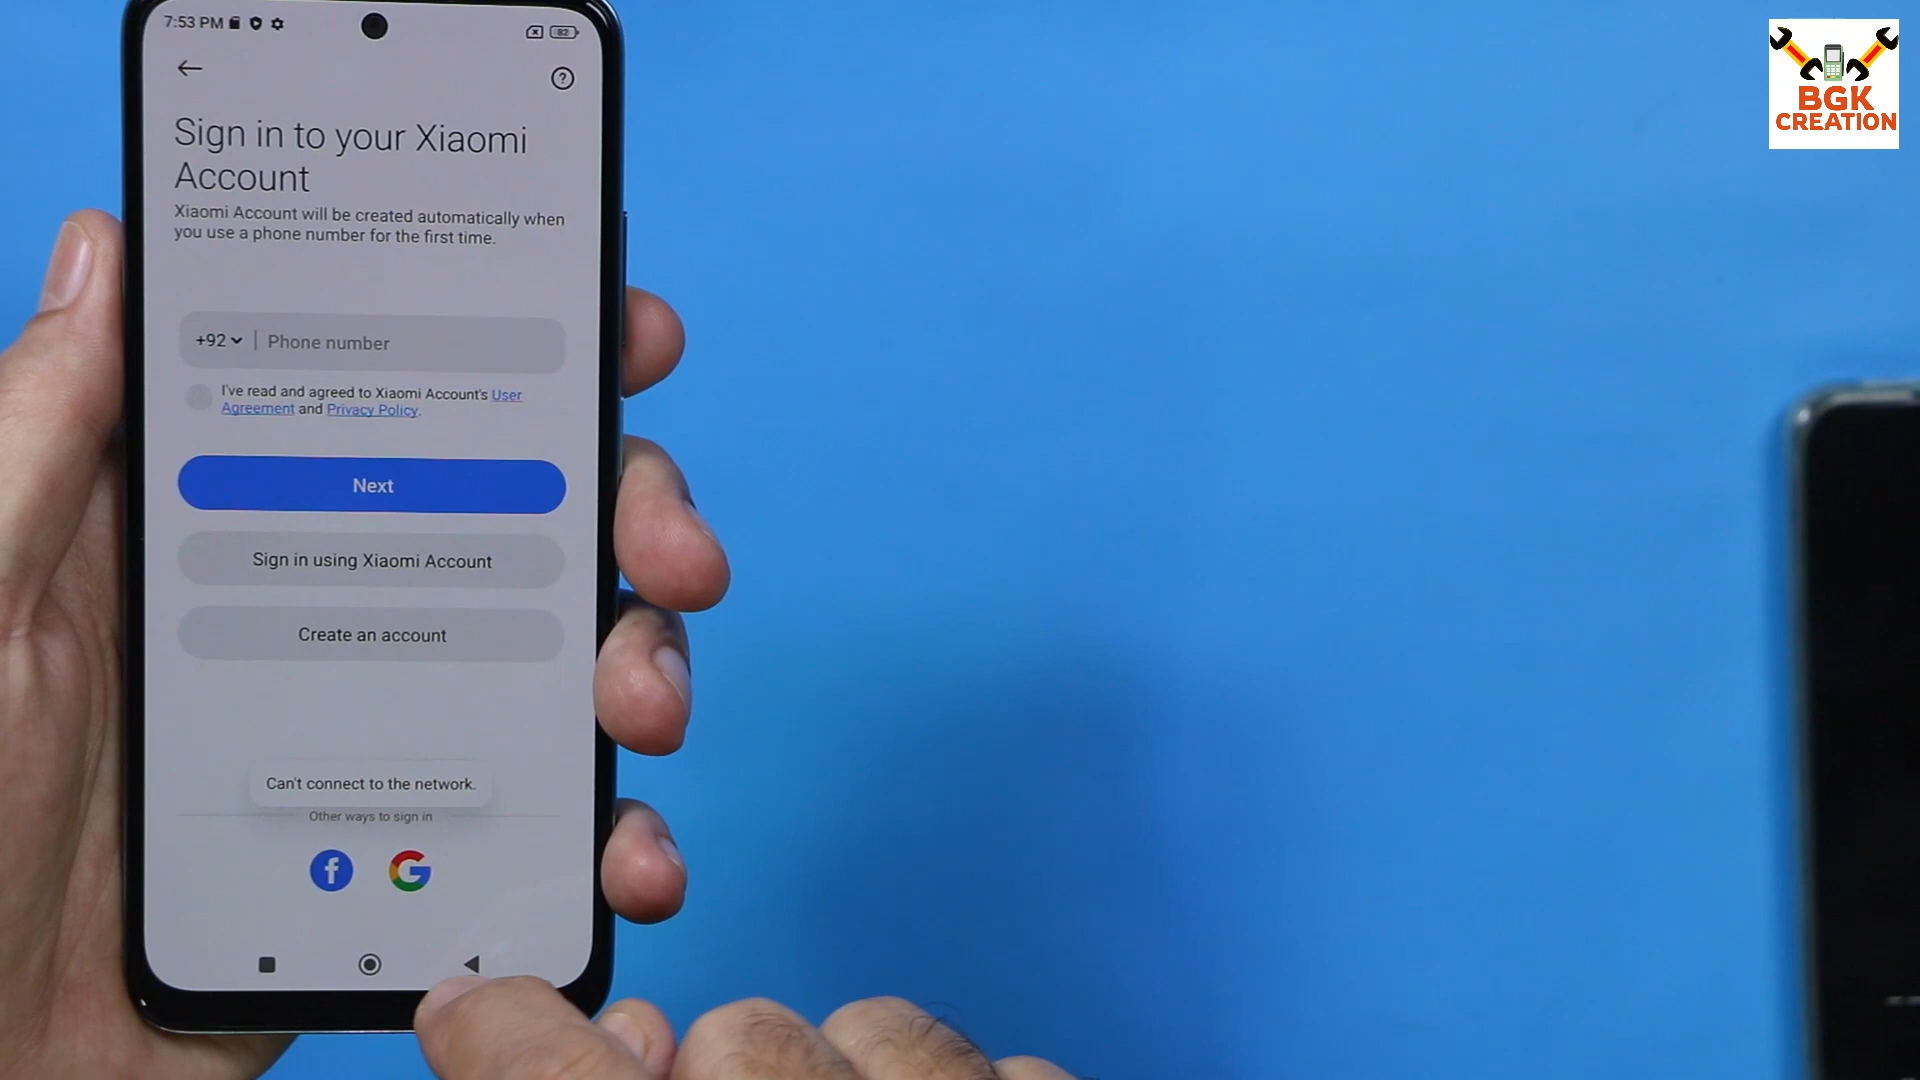 7:53 PM
82
Sign in to your Xiaomi
Account
Xiaomi Account will be created automatically when
you use a phone number for the first time.
+92 Phone number
I've read and agreed to Xiaomi Account's User
Agreement and Privacy Policy.
Next
Sign in using Xiaomi Account
Create an account
Can't connect to the network.
Other ways to sign in
BGK
CREATION